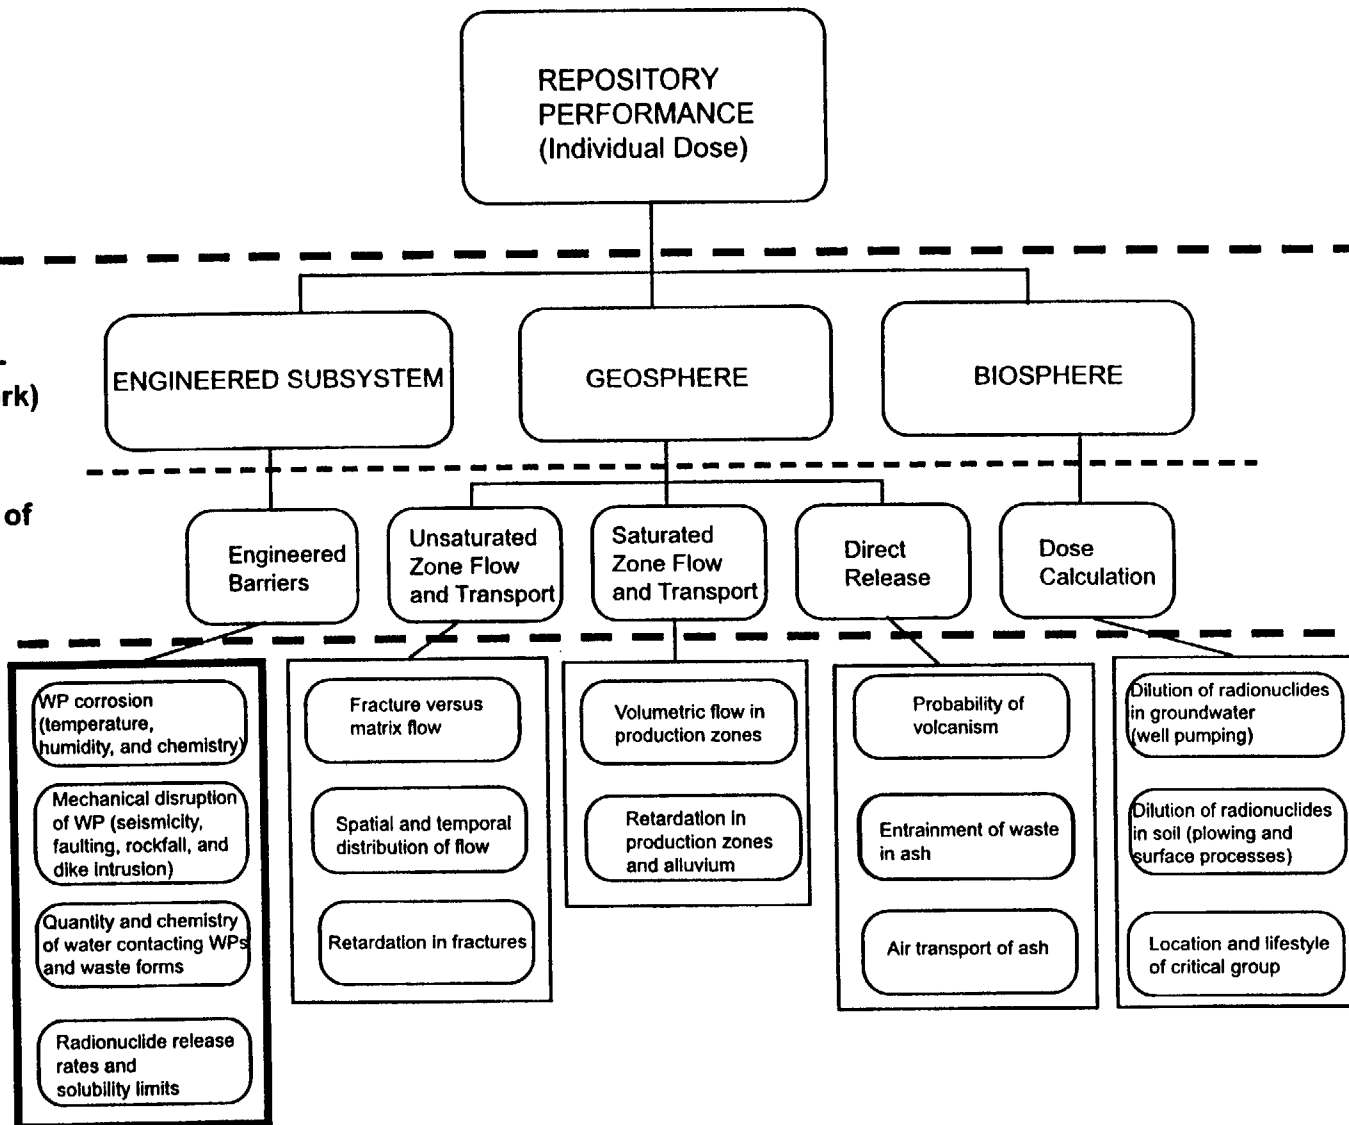 REPOSITORY
PERFORMANCE
(Individual Dose)
rk)
ENGINEERED SUBSYSTEM
GEOSPHERE
BIOSPHERE
of
Engineered
Barriers
Unsaturated
Zone Flow
and Transport
Saturated
Zone Flow
and Transport
Direct
Release
Dose
Calculation
WP corrosion
(temperature,
humidity, and chemistry)
Mechanical disruption
of WP (seismicity,
faulting, rockfall, and
dike intrusion)
Quantity and chemistry
of water contacting WPs
and waste forms
Radionuclide release
rates and
solubility limits
Fracture versus
matrix flow
Spatial and temporal
distribution of flow
Retardation in fractures
Volumetric flow in
production zones
Retardation in
production zones
and alluvium
Probability of
volcanism
Entrainment of waste
in ash
Air transport of ash
Dilution of radionuclides
in groundwater
(well pumping)
Dilution of radionuclides
in soil (plowing and
surface processes)
Location and lifestyle
of critical group